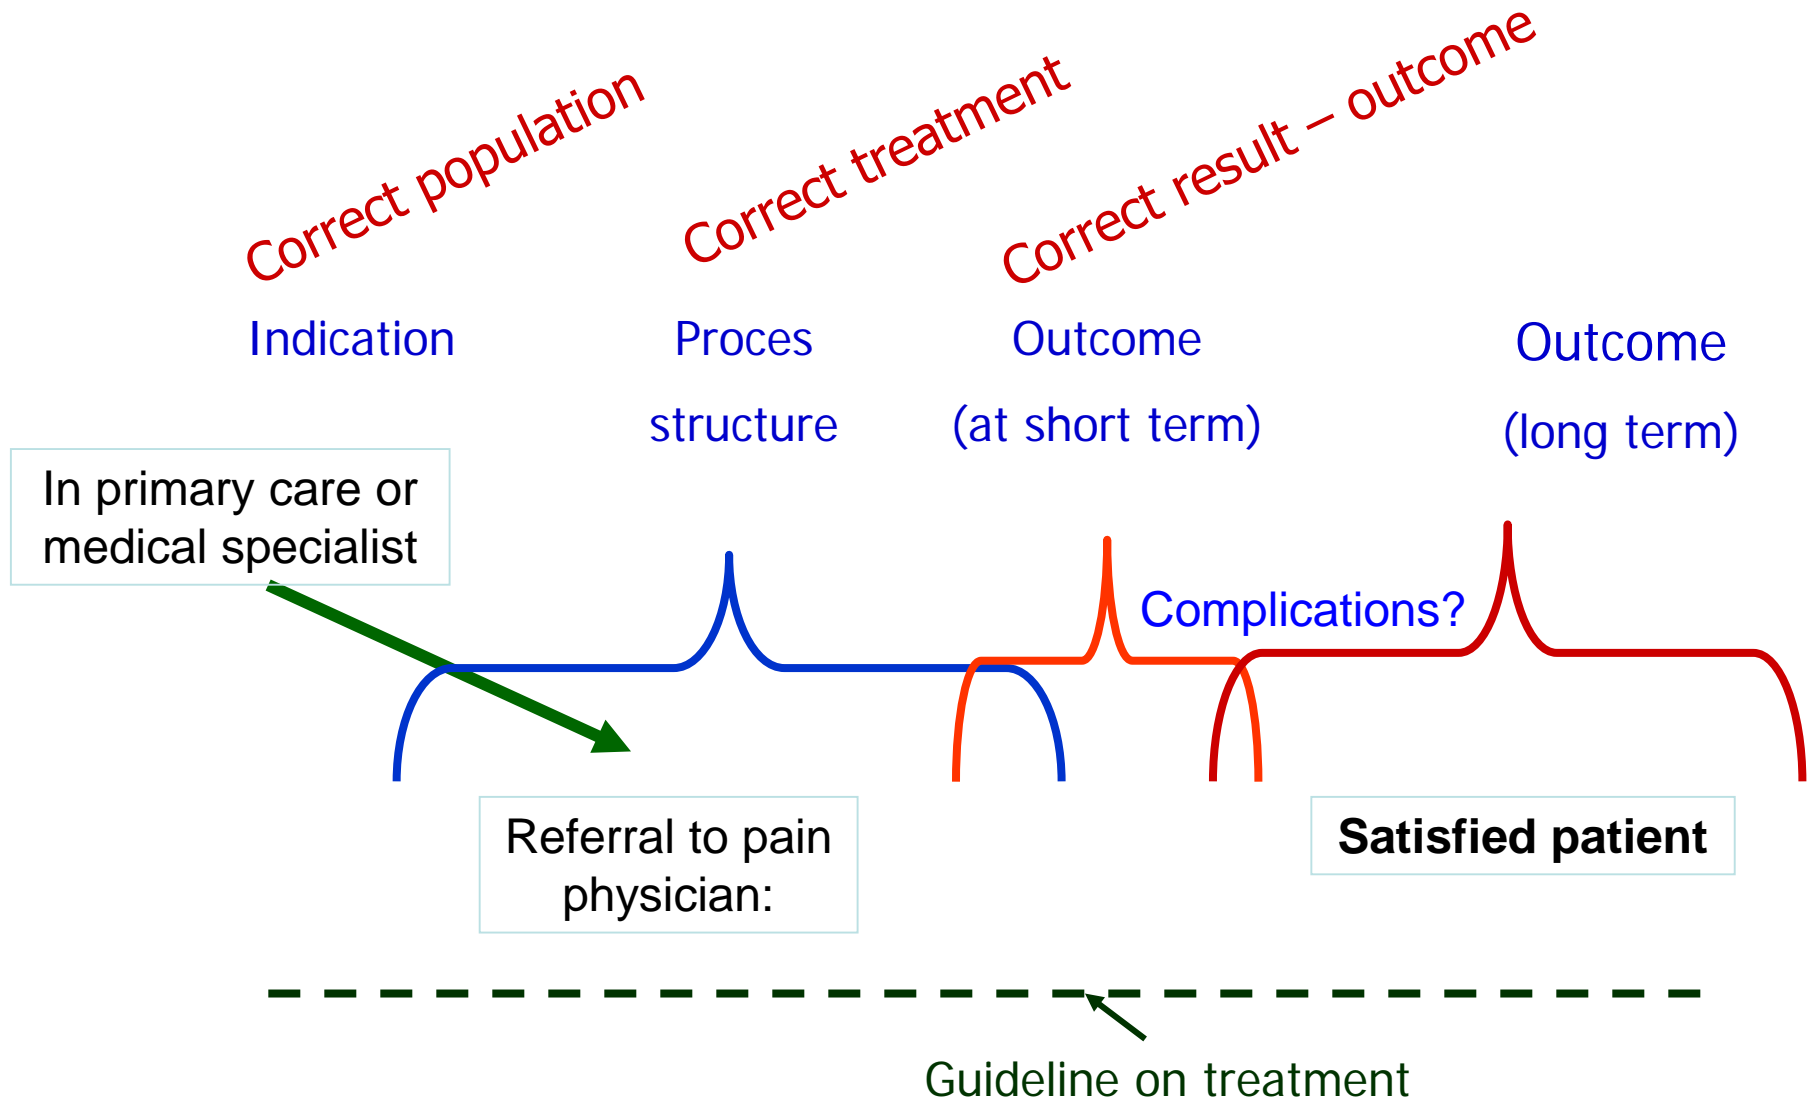 Correct population
Correct treatment
Correct result – outcome
Indication
Proces
structure
Outcome
(at short term)
Outcome
(long term)
In primary care or
medical specialist
Complications?
Referral to pain
physician:
Satisfied patient
Guideline on treatment